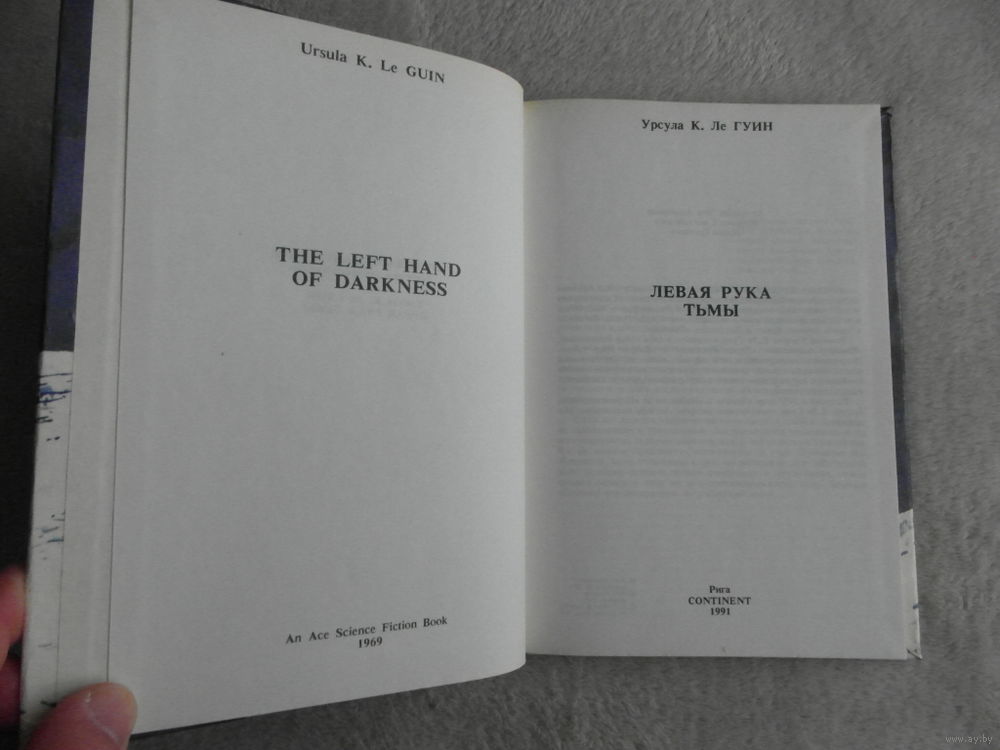 Ursula K. Le GUIN
THE LEFT HAND
OF DARKNESS
An Ace Science Fiction Book
1969
Урсула К. Ле ГУИН
ЛЕВАЯ РУКА
ТЬМЫ
Рига
CONTINENT
1991
www.ay.by